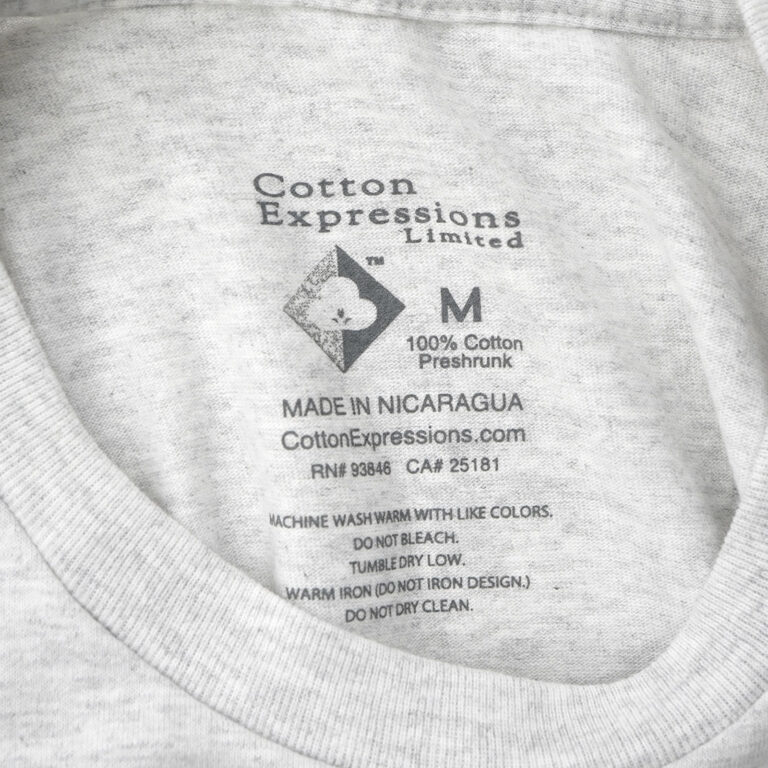 Cotton
Expressions
Limited
TM
M
100% Cotton
Preshrunk
MADE IN NICARAGUA
CottonExpressions.com
RN# 93846 CA# 25181
MACHINE WASH WARM WITH LIKE COLORS.
DO NOT BLEACH.
TUMBLE DRY LOW.
WARM IRON (DO NOT IRON DESIGN.)
DO NOT DRY CLEAN.